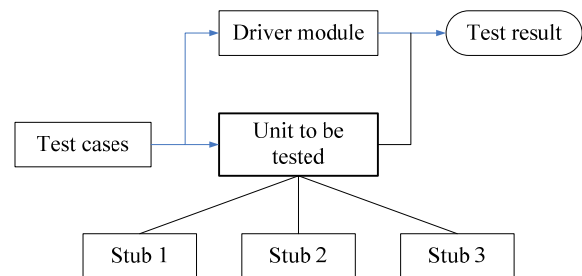 Driver module
Test result
Test cases
Unit to be
tested
Stub 1
Stub 2
Stub 3